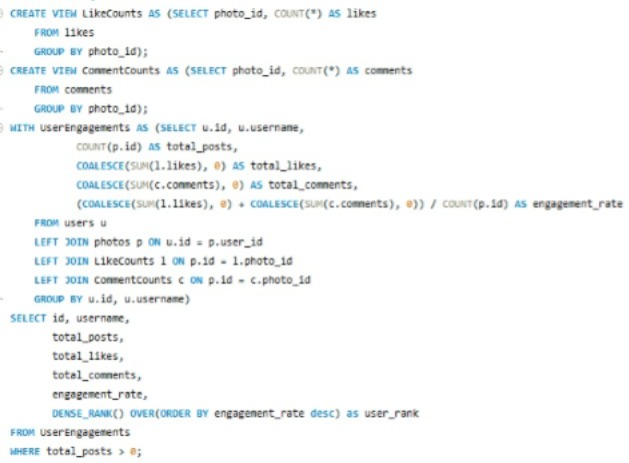 CREATE VIEW LikeCounts AS (SELECT photo_id, COUNT(*) AS likes
FROM likes
GROUP BY photo_id);
CREATE VIEW CommentCounts AS (SELECT photo_id, COUNT(*) AS comments
FROM comments
GROUP BY photo_id);
WITH UserEngagements AS (SELECT u.id, u.username,
COUNT(p.id) AS total_posts,
COALESCE(SUM(l.likes), 0) AS total_likes,
COALESCE(SUM(c.comments), 0) AS total_comments,
(COALESCE(SUM(l.likes), 0) + COALESCE(SUM(c.comments), 0)) / COUNT(p.id) AS engagement_rate
FROM users u
LEFT JOIN photos p ON u.id = p.user_id
LEFT JOIN LikeCounts l ON p.id = l.photo_id
LEFT JOIN CommentCounts c ON p.id = c.photo_id
GROUP BY u.id, u.username)
SELECT id, username,
total_posts,
total_likes,
total_comments,
engagement_rate,
DENSE_RANK() OVER(ORDER BY engagement_rate desc) as user_rank
FROM UserEngagements
WHERE total_posts > 0;